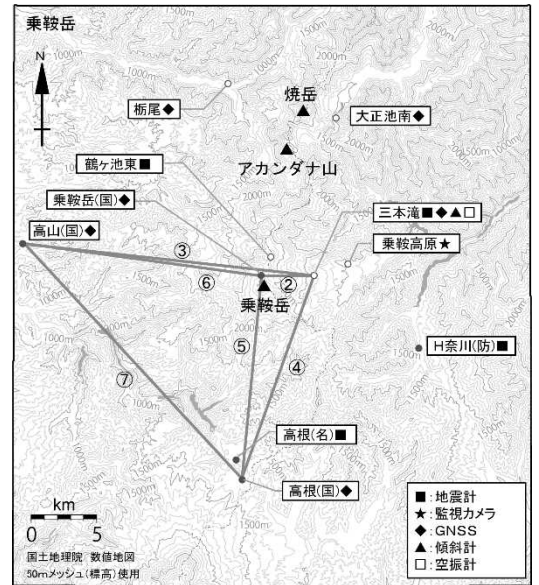 乗鞍岳
N
栃尾◆
焼岳
▲
大正池南◆
▲
アカンダナ山
鶴ヶ池東■
乗鞍岳(国)◆
三本滝■◆▲□
高山(国)◆
乗鞍高原★
③
⑥
②
▲
乗鞍岳
H奈川(防)■
⑤
④
⑦
高根(名)■
高根(国)◆
km
0 5
国土地理院 数値地図
50mメッシュ(標高)使用
■:地震計
★:監視カメラ
◆:GNSS
▲:傾斜計
□:空振計
1000m
2000m
1500m